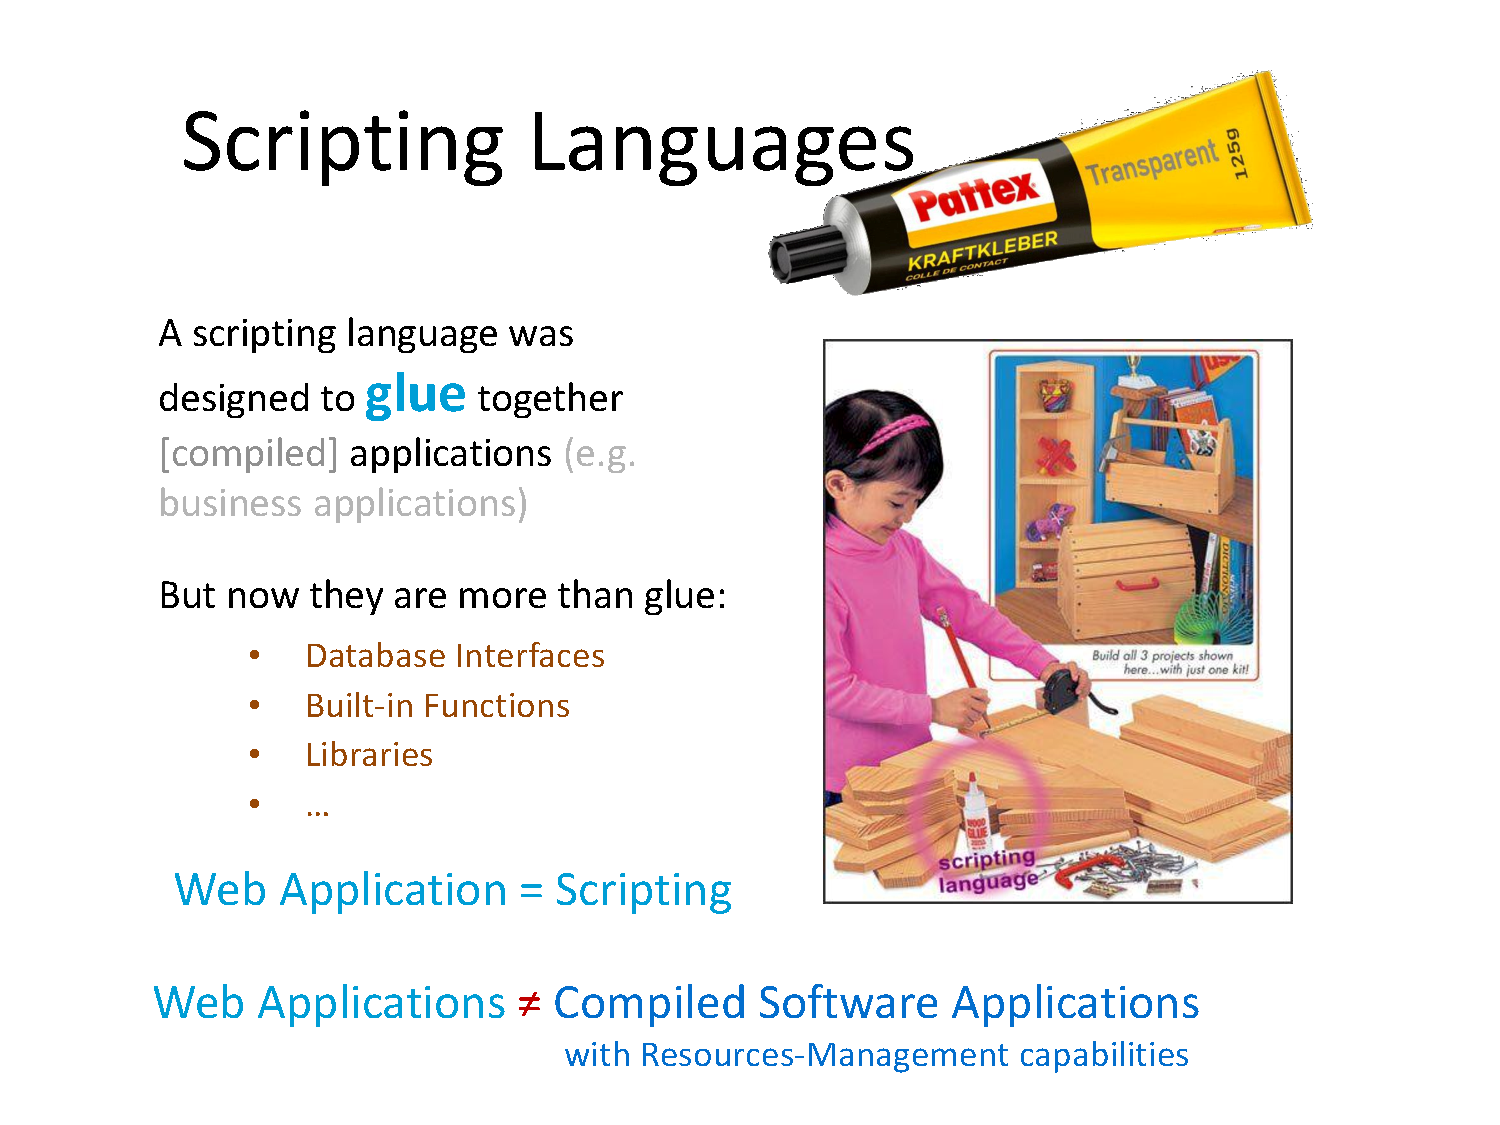 Scripting Languages
Pattex
Transparent
125g
KRAFTKLEBER
COLLE DE CONTACT
A scripting language was
designed to glue together
[compiled] applications (e.g.
business applications)
But now they are more than glue:
• Database Interfaces
• Built-in Functions
• Libraries
• …
Build all 3 projects shown
here...with just one kit!
WOOD
GLUE
scripting
language
Web Application = Scripting
Web Applications ≠ Compiled Software Applications
with Resources-Management capabilities